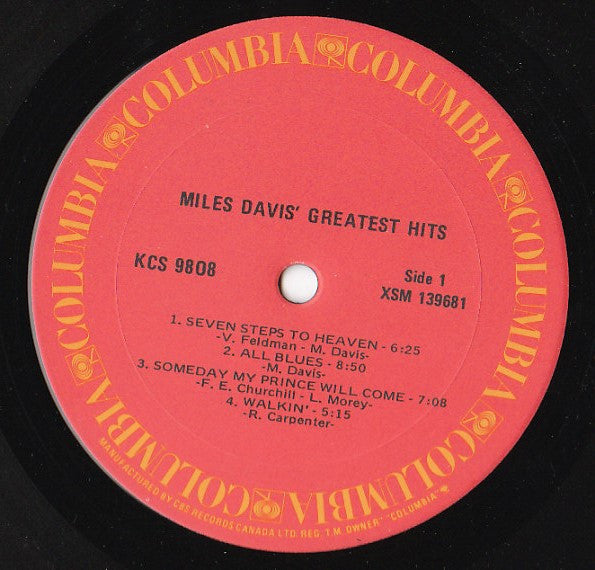 COLUMBIA COLUMBIA COLUMBIA COLUMBIA COLUMBIA COLUMBIA COLUMBIA
MILES DAVIS' GREATEST HITS
KCS 9808
Side 1
XSM 139681
1. SEVEN STEPS TO HEAVEN - 6:25
-V. Feldman - M. Davis-
2. ALL BLUES - 8:50
-M. Davis-
3. SOMEDAY MY PRINCE WILL COME - 7:08
-F. E. Churchill - L. Morey-
4. WALKIN' - 5:15
-R. Carpenter-
MANUFACTURED BY CBS RECORDS CANADA LTD. REG. T.M. OWNER "COLUMBIA"